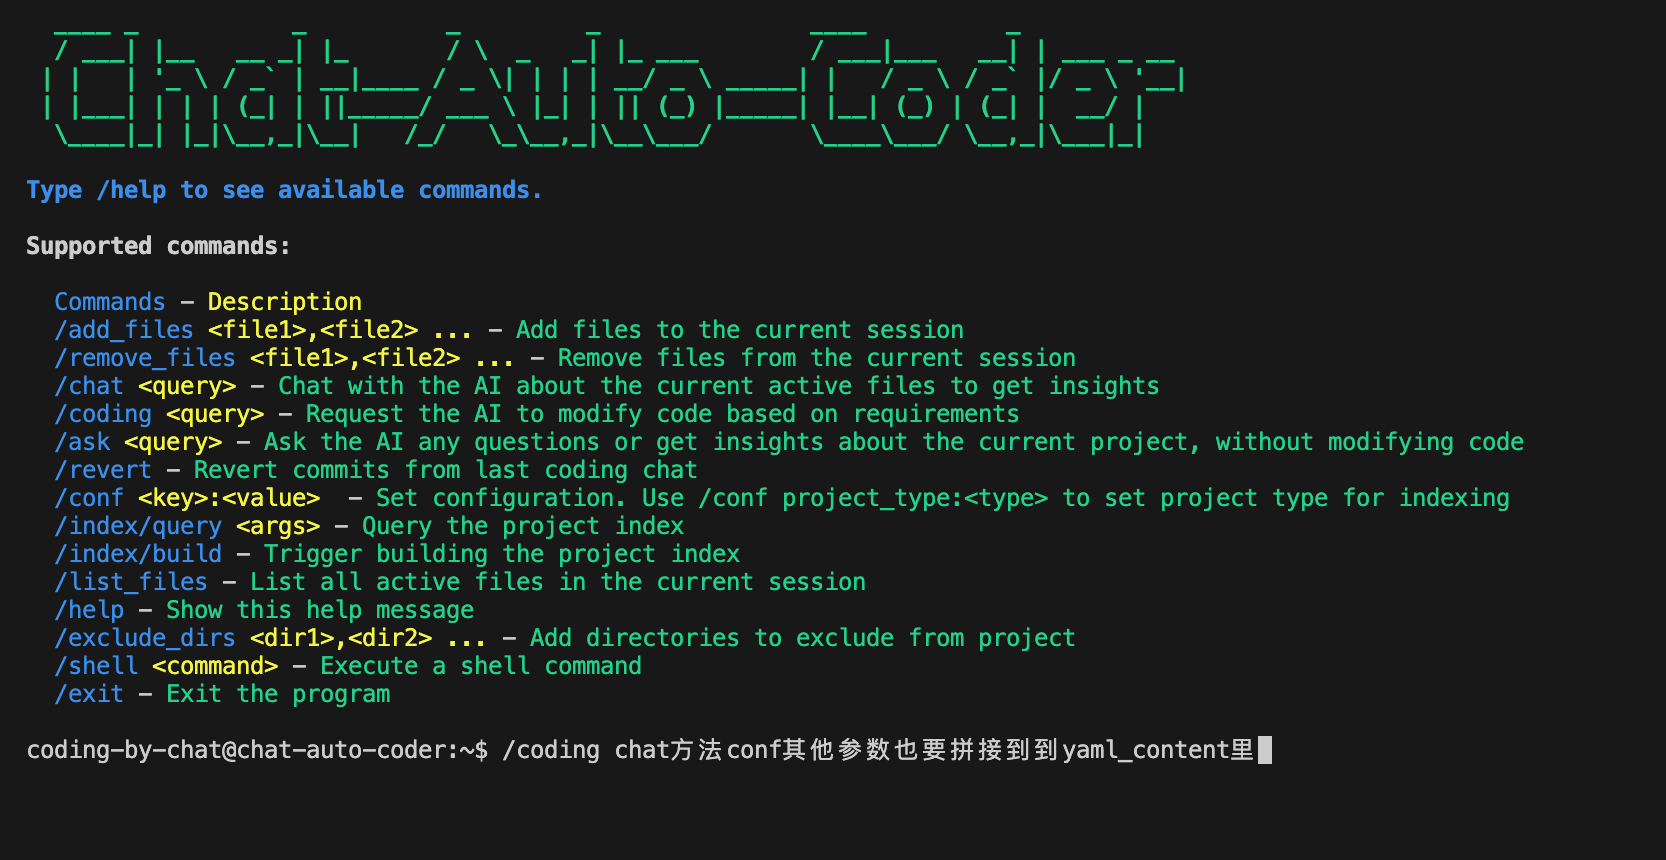 Chat-Auto-Coder
Type /help to see available commands.
Supported commands:
Commands - Description
/add_files <file1>,<file2> ... - Add files to the current session
/remove_files <file1>,<file2> ... - Remove files from the current session
/chat <query> - Chat with the AI about the current active files to get insights
/coding <query> - Request the AI to modify code based on requirements
/ask <query> - Ask the AI any questions or get insights about the current project, without modifying code
/revert - Revert commits from last coding chat
/conf <key>:<value>  - Set configuration. Use /conf project_type:<type> to set project type for indexing
/index/query <args> - Query the project index
/index/build - Trigger building the project index
/list_files - List all active files in the current session
/help - Show this help message
/exclude_dirs <dir1>,<dir2> ... - Add directories to exclude from project
/shell <command> - Execute a shell command
/exit - Exit the program
coding-by-chat@chat-auto-coder:~$ /coding chat方法conf其他参数也要拼接到到yaml_content里